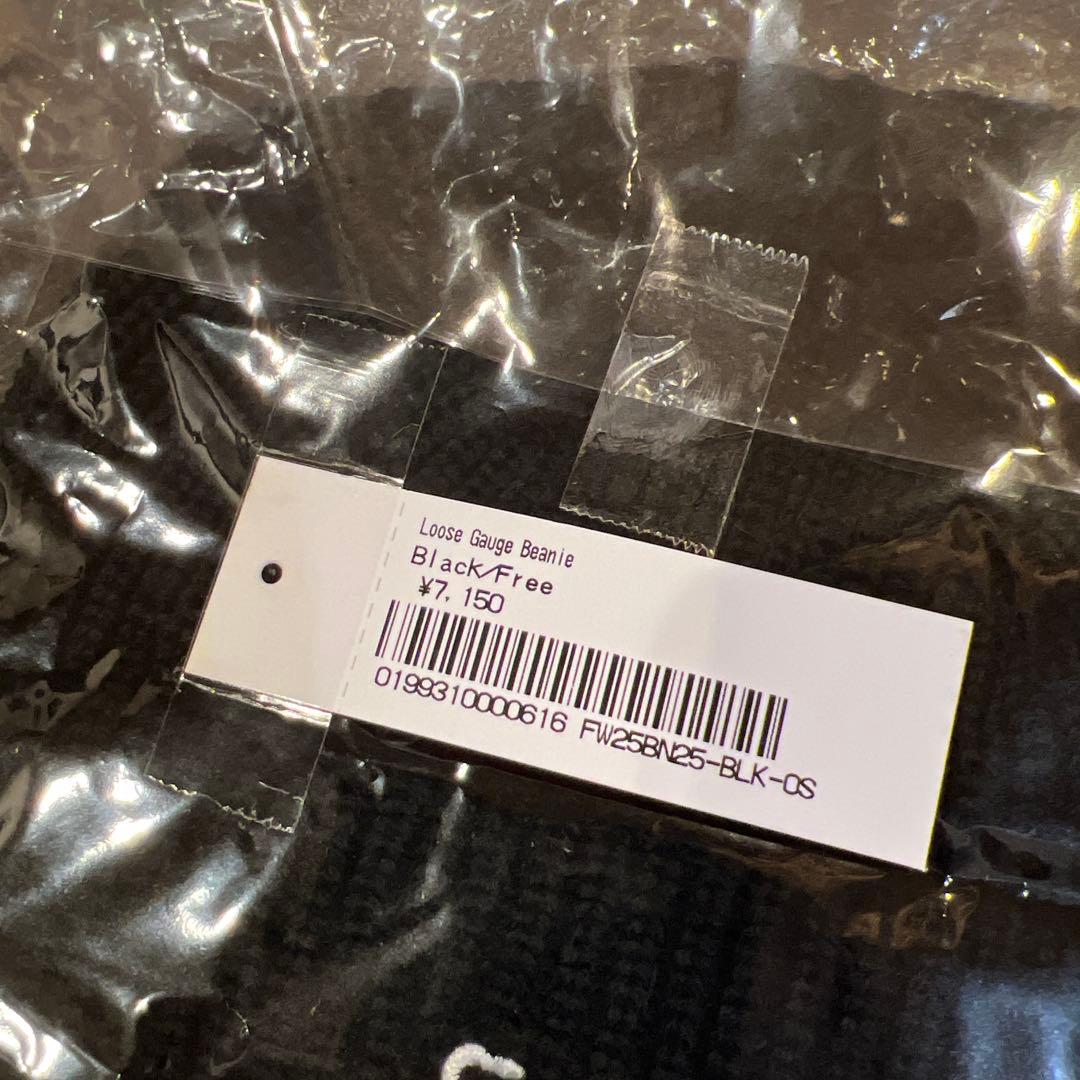 Loose Gauge Beanie
Black/Free
¥7,150
0199310000616 FW25BN25-BLK-OS